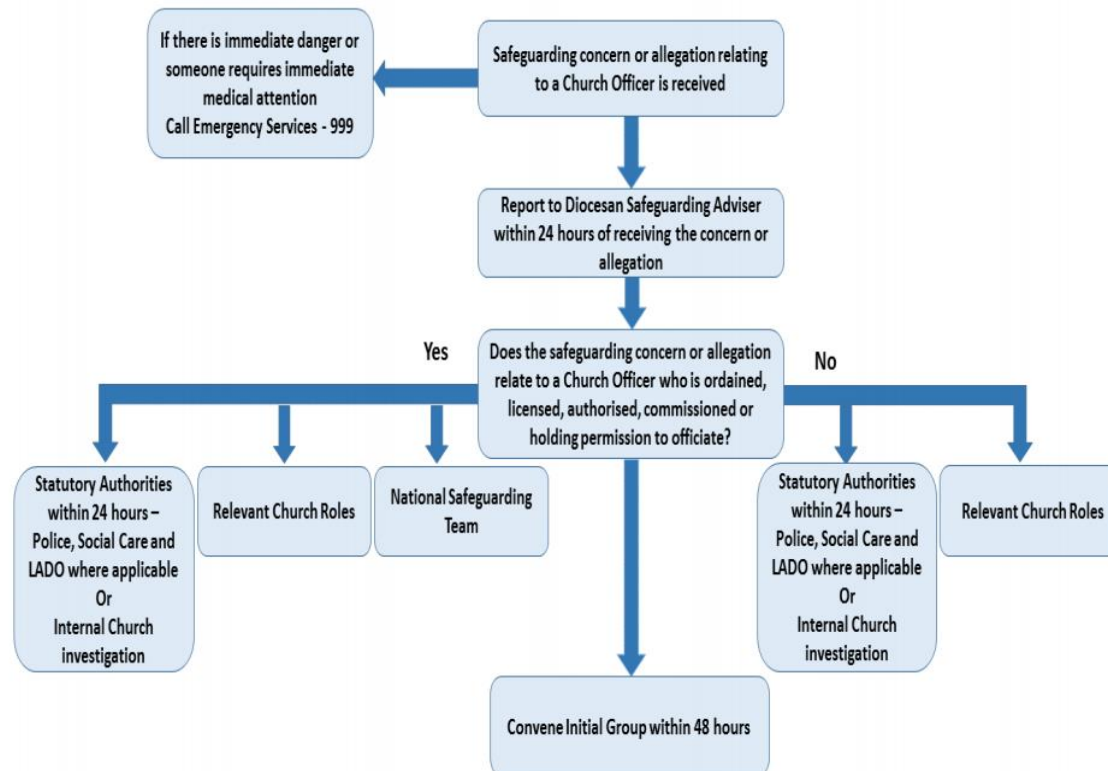 If there is immediate danger or
someone requires immediate
medical attention
Call Emergency Services - 999
Safeguarding concern or allegation relating
to a Church Officer is received
Report to Diocesan Safeguarding Adviser
within 24 hours of receiving the concern or
allegation
Yes
Does the safeguarding concern or allegation
relate to a Church Officer who is ordained,
licensed, authorised, commissioned or
holding permission to officiate?
No
Statutory Authorities
within 24 hours –
Police, Social Care and
LADO where applicable
Or
Internal Church
investigation
Relevant Church Roles
National Safeguarding
Team
Statutory Authorities
within 24 hours –
Police, Social Care and
LADO where applicable
Or
Internal Church
investigation
Relevant Church Roles
Convene Initial Group within 48 hours